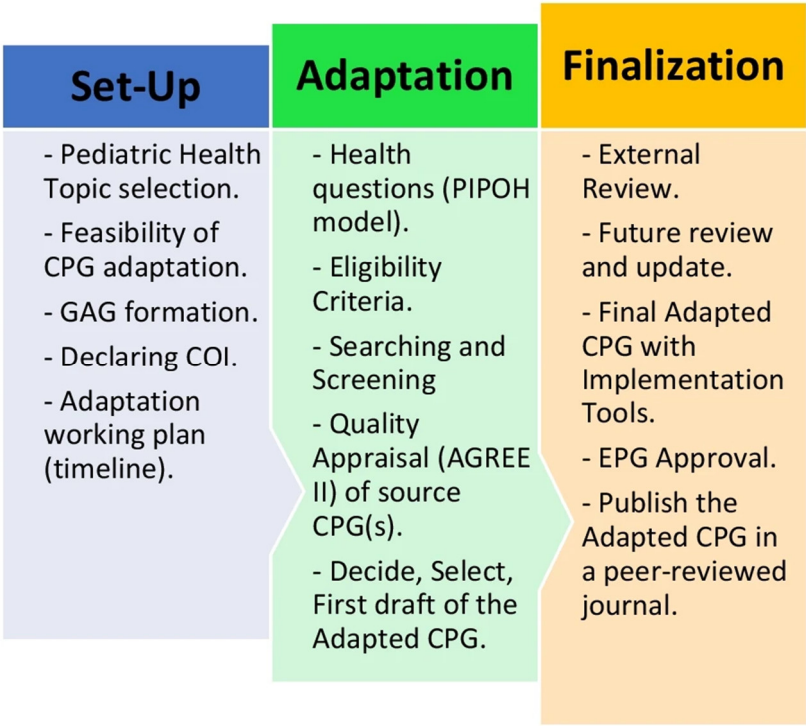 Set-Up
- Pediatric Health
Topic selection.
- Feasibility of
CPG adaptation.
- GAG formation.
- Declaring COI.
- Adaptation
working plan
(timeline).
Adaptation
- Health
questions (PIPOH
model).
- Eligibility
Criteria.
- Searching and
Screening
- Quality
Appraisal (AGREE
II) of source
CPG(s).
- Decide, Select,
First draft of the
Adapted CPG.
Finalization
- External
Review.
- Future review
and update.
- Final Adapted
CPG with
Implementation
Tools.
- EPG Approval.
- Publish the
Adapted CPG in
a peer-reviewed
journal.